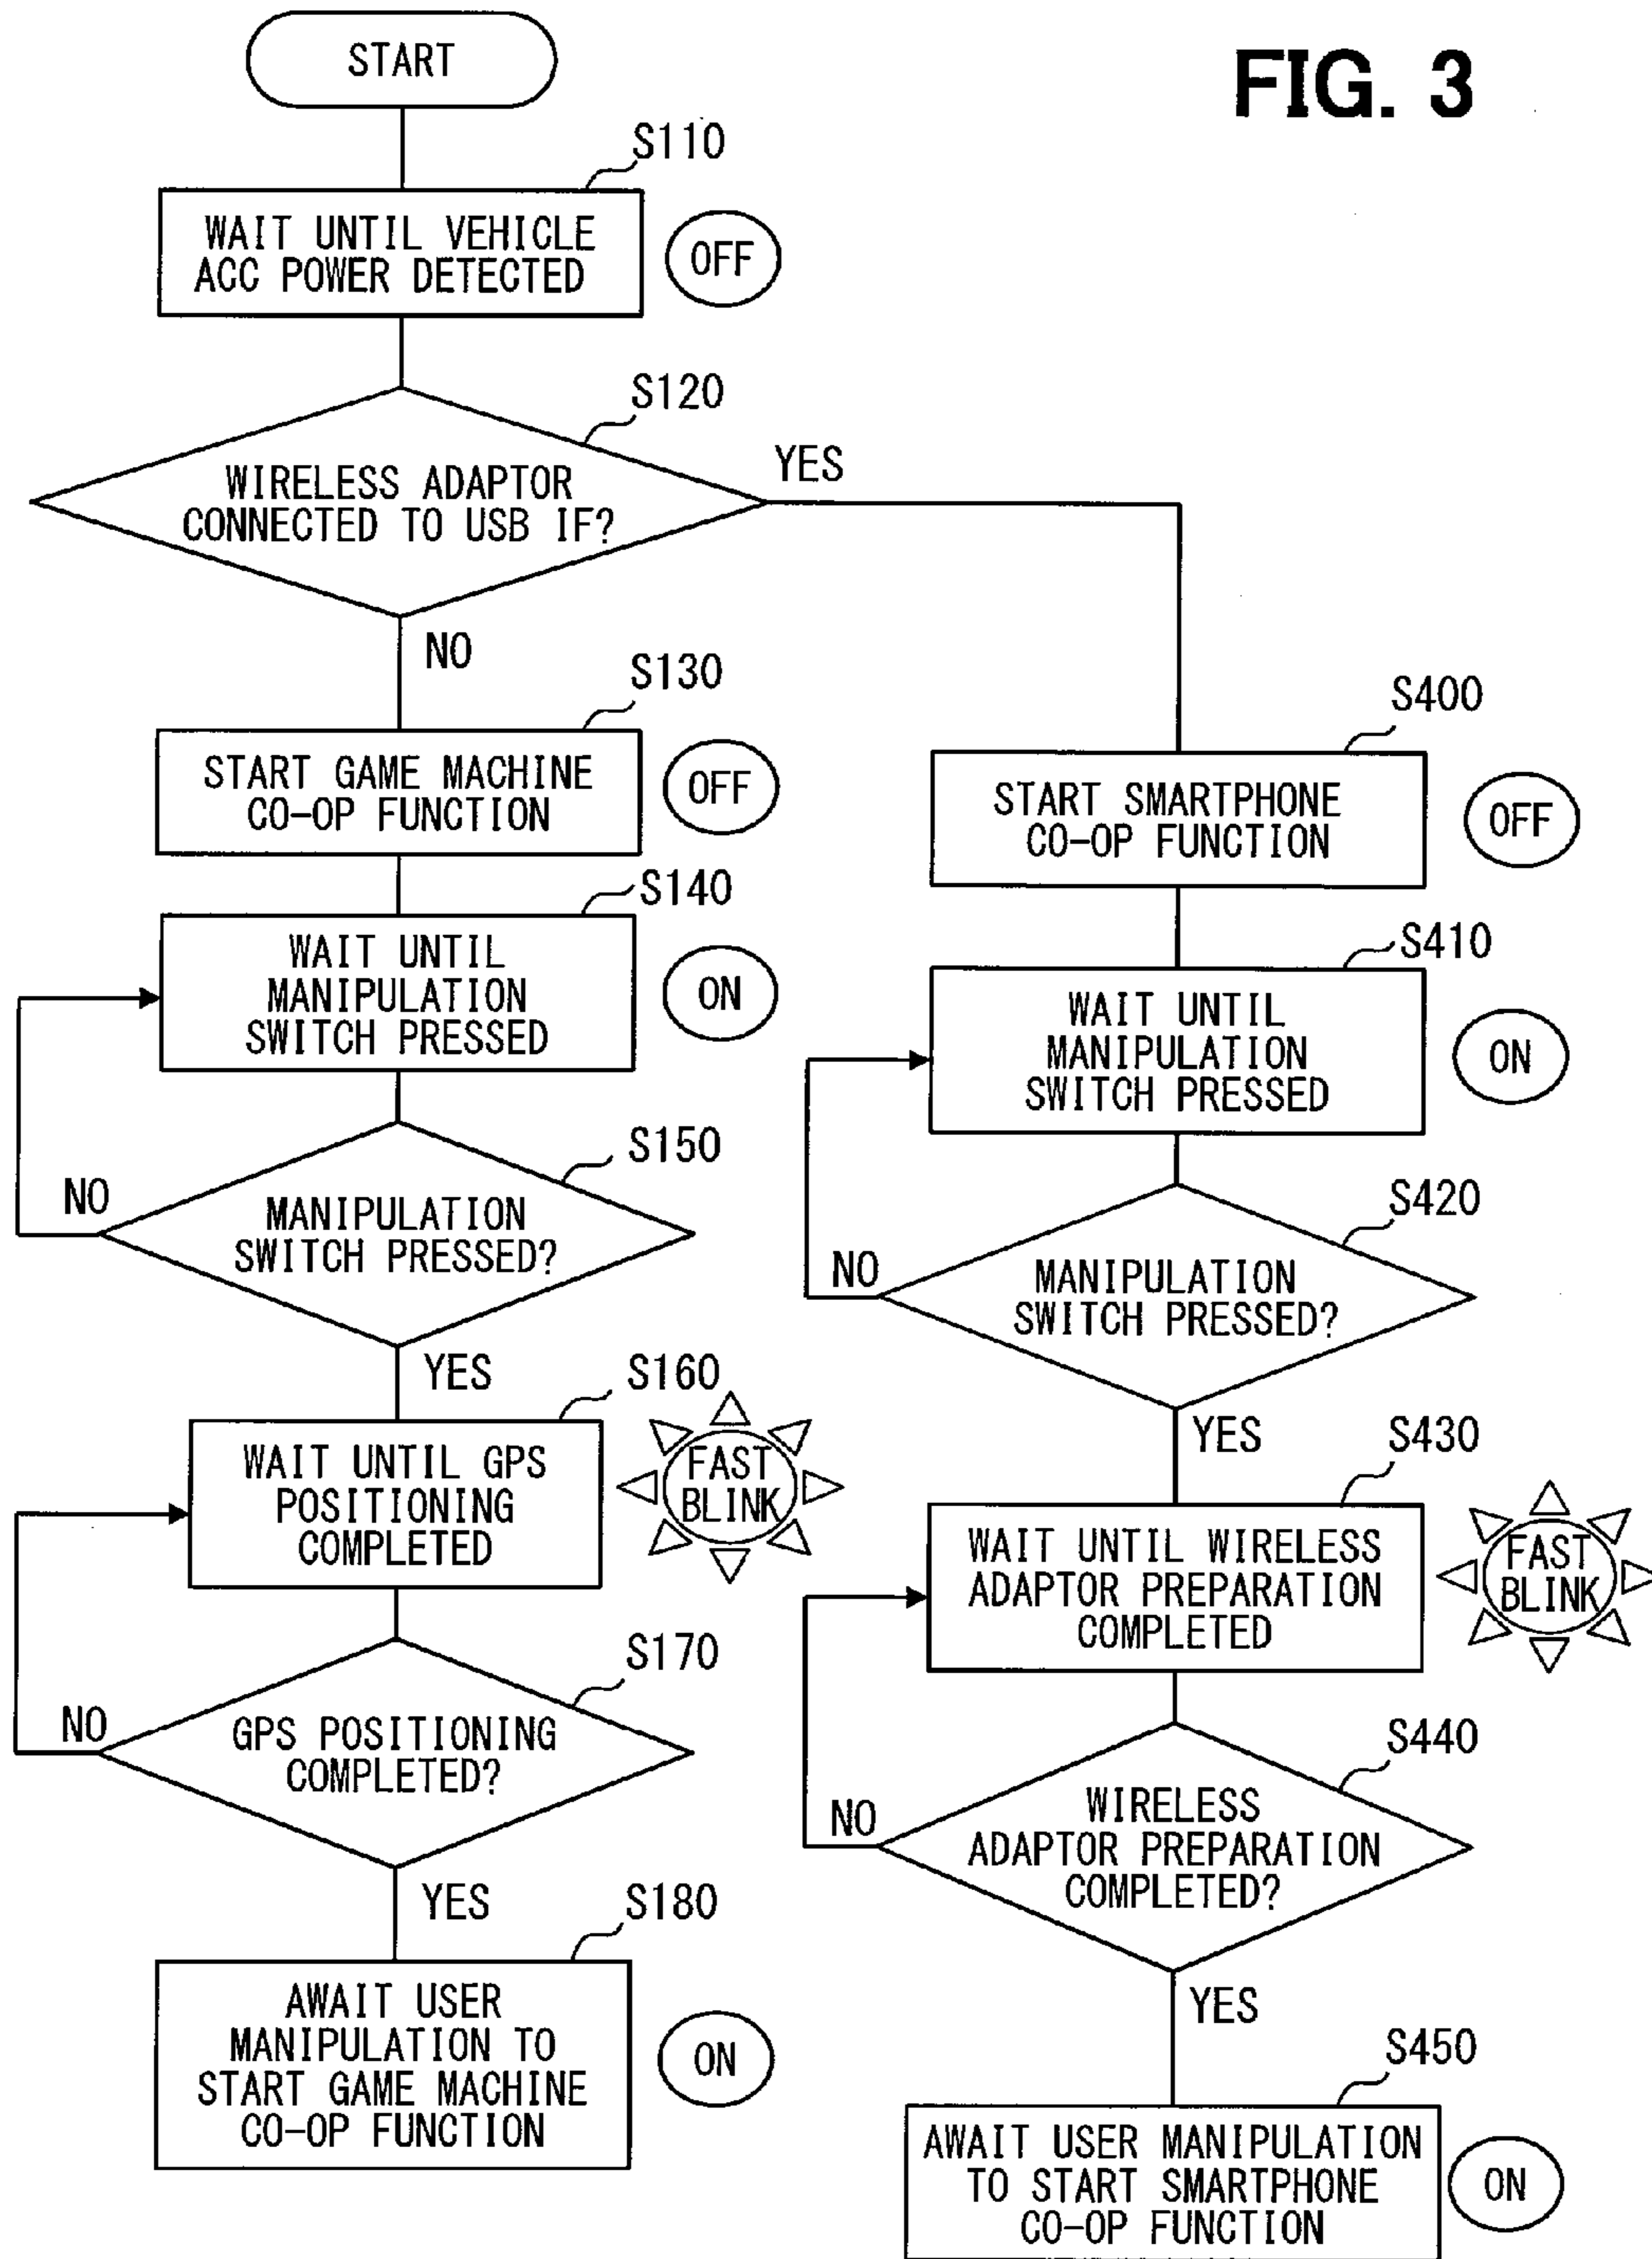 FIG. 3
START
S110
WAIT UNTIL VEHICLE
ACC POWER DETECTED
OFF
S120
WIRELESS ADAPTOR
CONNECTED TO USB IF?
YES
NO
S130
START GAME MACHINE
CO-OP FUNCTION
OFF
S140
WAIT UNTIL
MANIPULATION
SWITCH PRESSED
ON
S150
MANIPULATION
SWITCH PRESSED?
NO
YES
S160
WAIT UNTIL GPS
POSITIONING
COMPLETED
FAST
BLINK
S170
GPS POSITIONING
COMPLETED?
NO
YES
S180
AWAIT USER
MANIPULATION TO
START GAME MACHINE
CO-OP FUNCTION
ON
S400
START SMARTPHONE
CO-OP FUNCTION
OFF
S410
WAIT UNTIL
MANIPULATION
SWITCH PRESSED
ON
S420
MANIPULATION
SWITCH PRESSED?
NO
YES
S430
WAIT UNTIL WIRELESS
ADAPTOR PREPARATION
COMPLETED
FAST
BLINK
S440
WIRELESS
ADAPTOR PREPARATION
COMPLETED?
NO
YES
S450
AWAIT USER MANIPULATION
TO START SMARTPHONE
CO-OP FUNCTION
ON